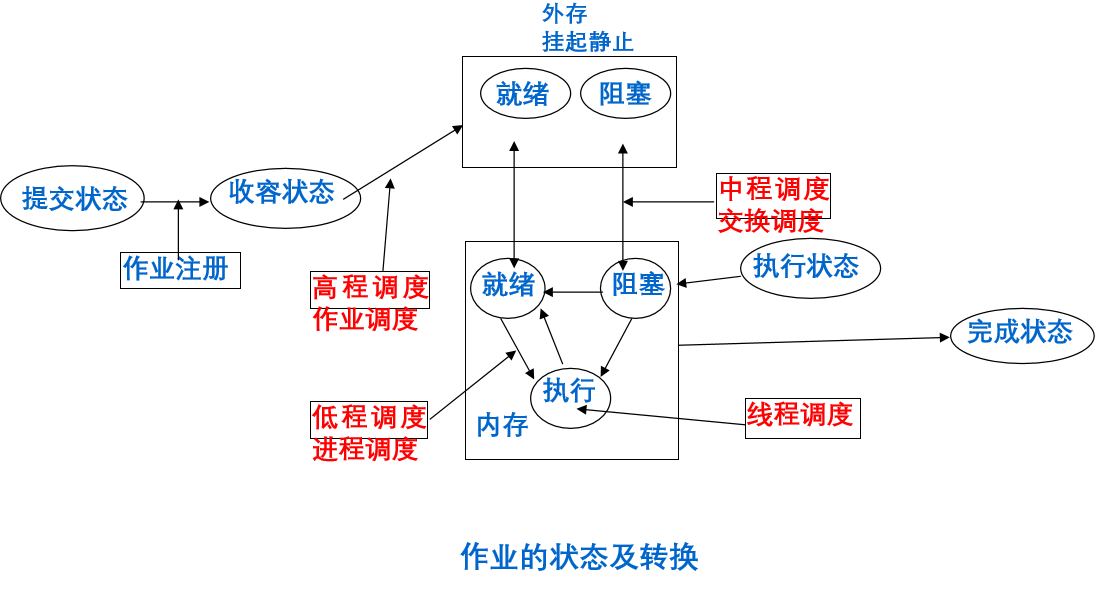 外存
挂起静止
就绪
阻塞
提交状态
收容状态
中程调度
交换调度
作业注册
高程调度
作业调度
就绪
阻塞
执行状态
完成状态
执行
低程调度
进程调度
内存
线程调度
作业的状态及转换